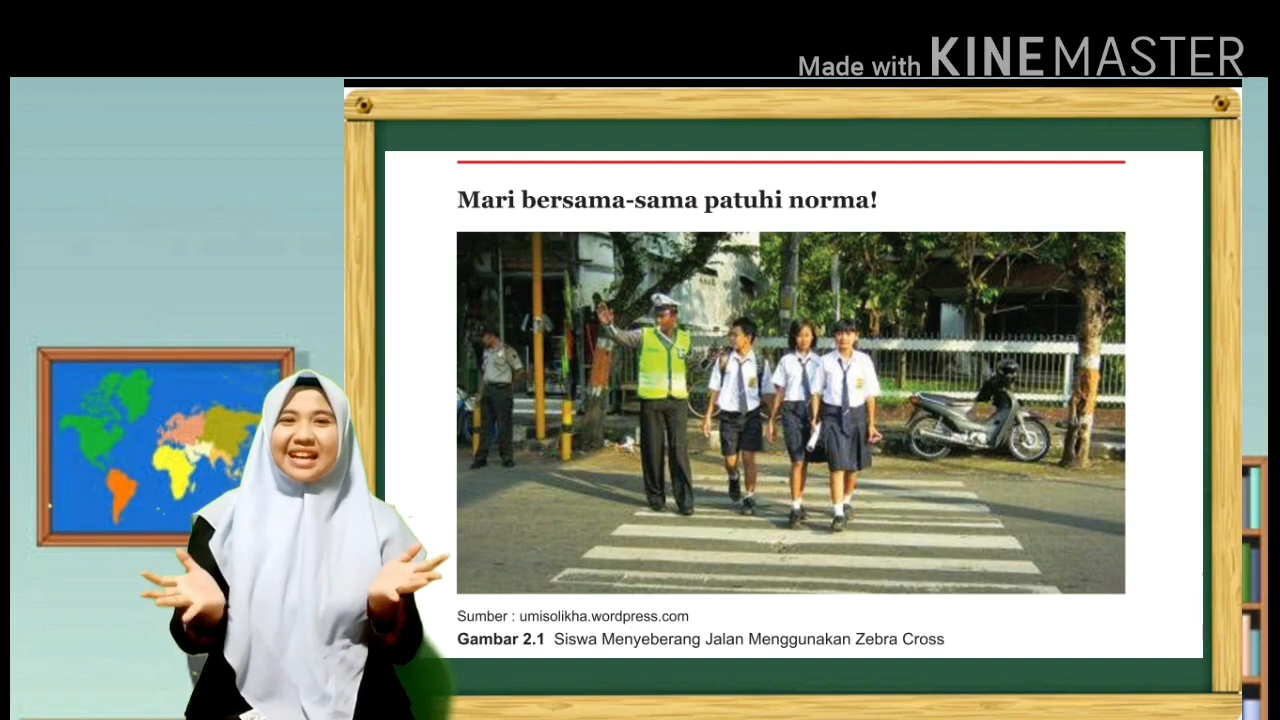 Made with KINEMASTER
Mari bersama-sama patuhi norma!
Sumber : umisolikha.wordpress.com
Gambar 2.1 Siswa Menyeberang Jalan Menggunakan Zebra Cross